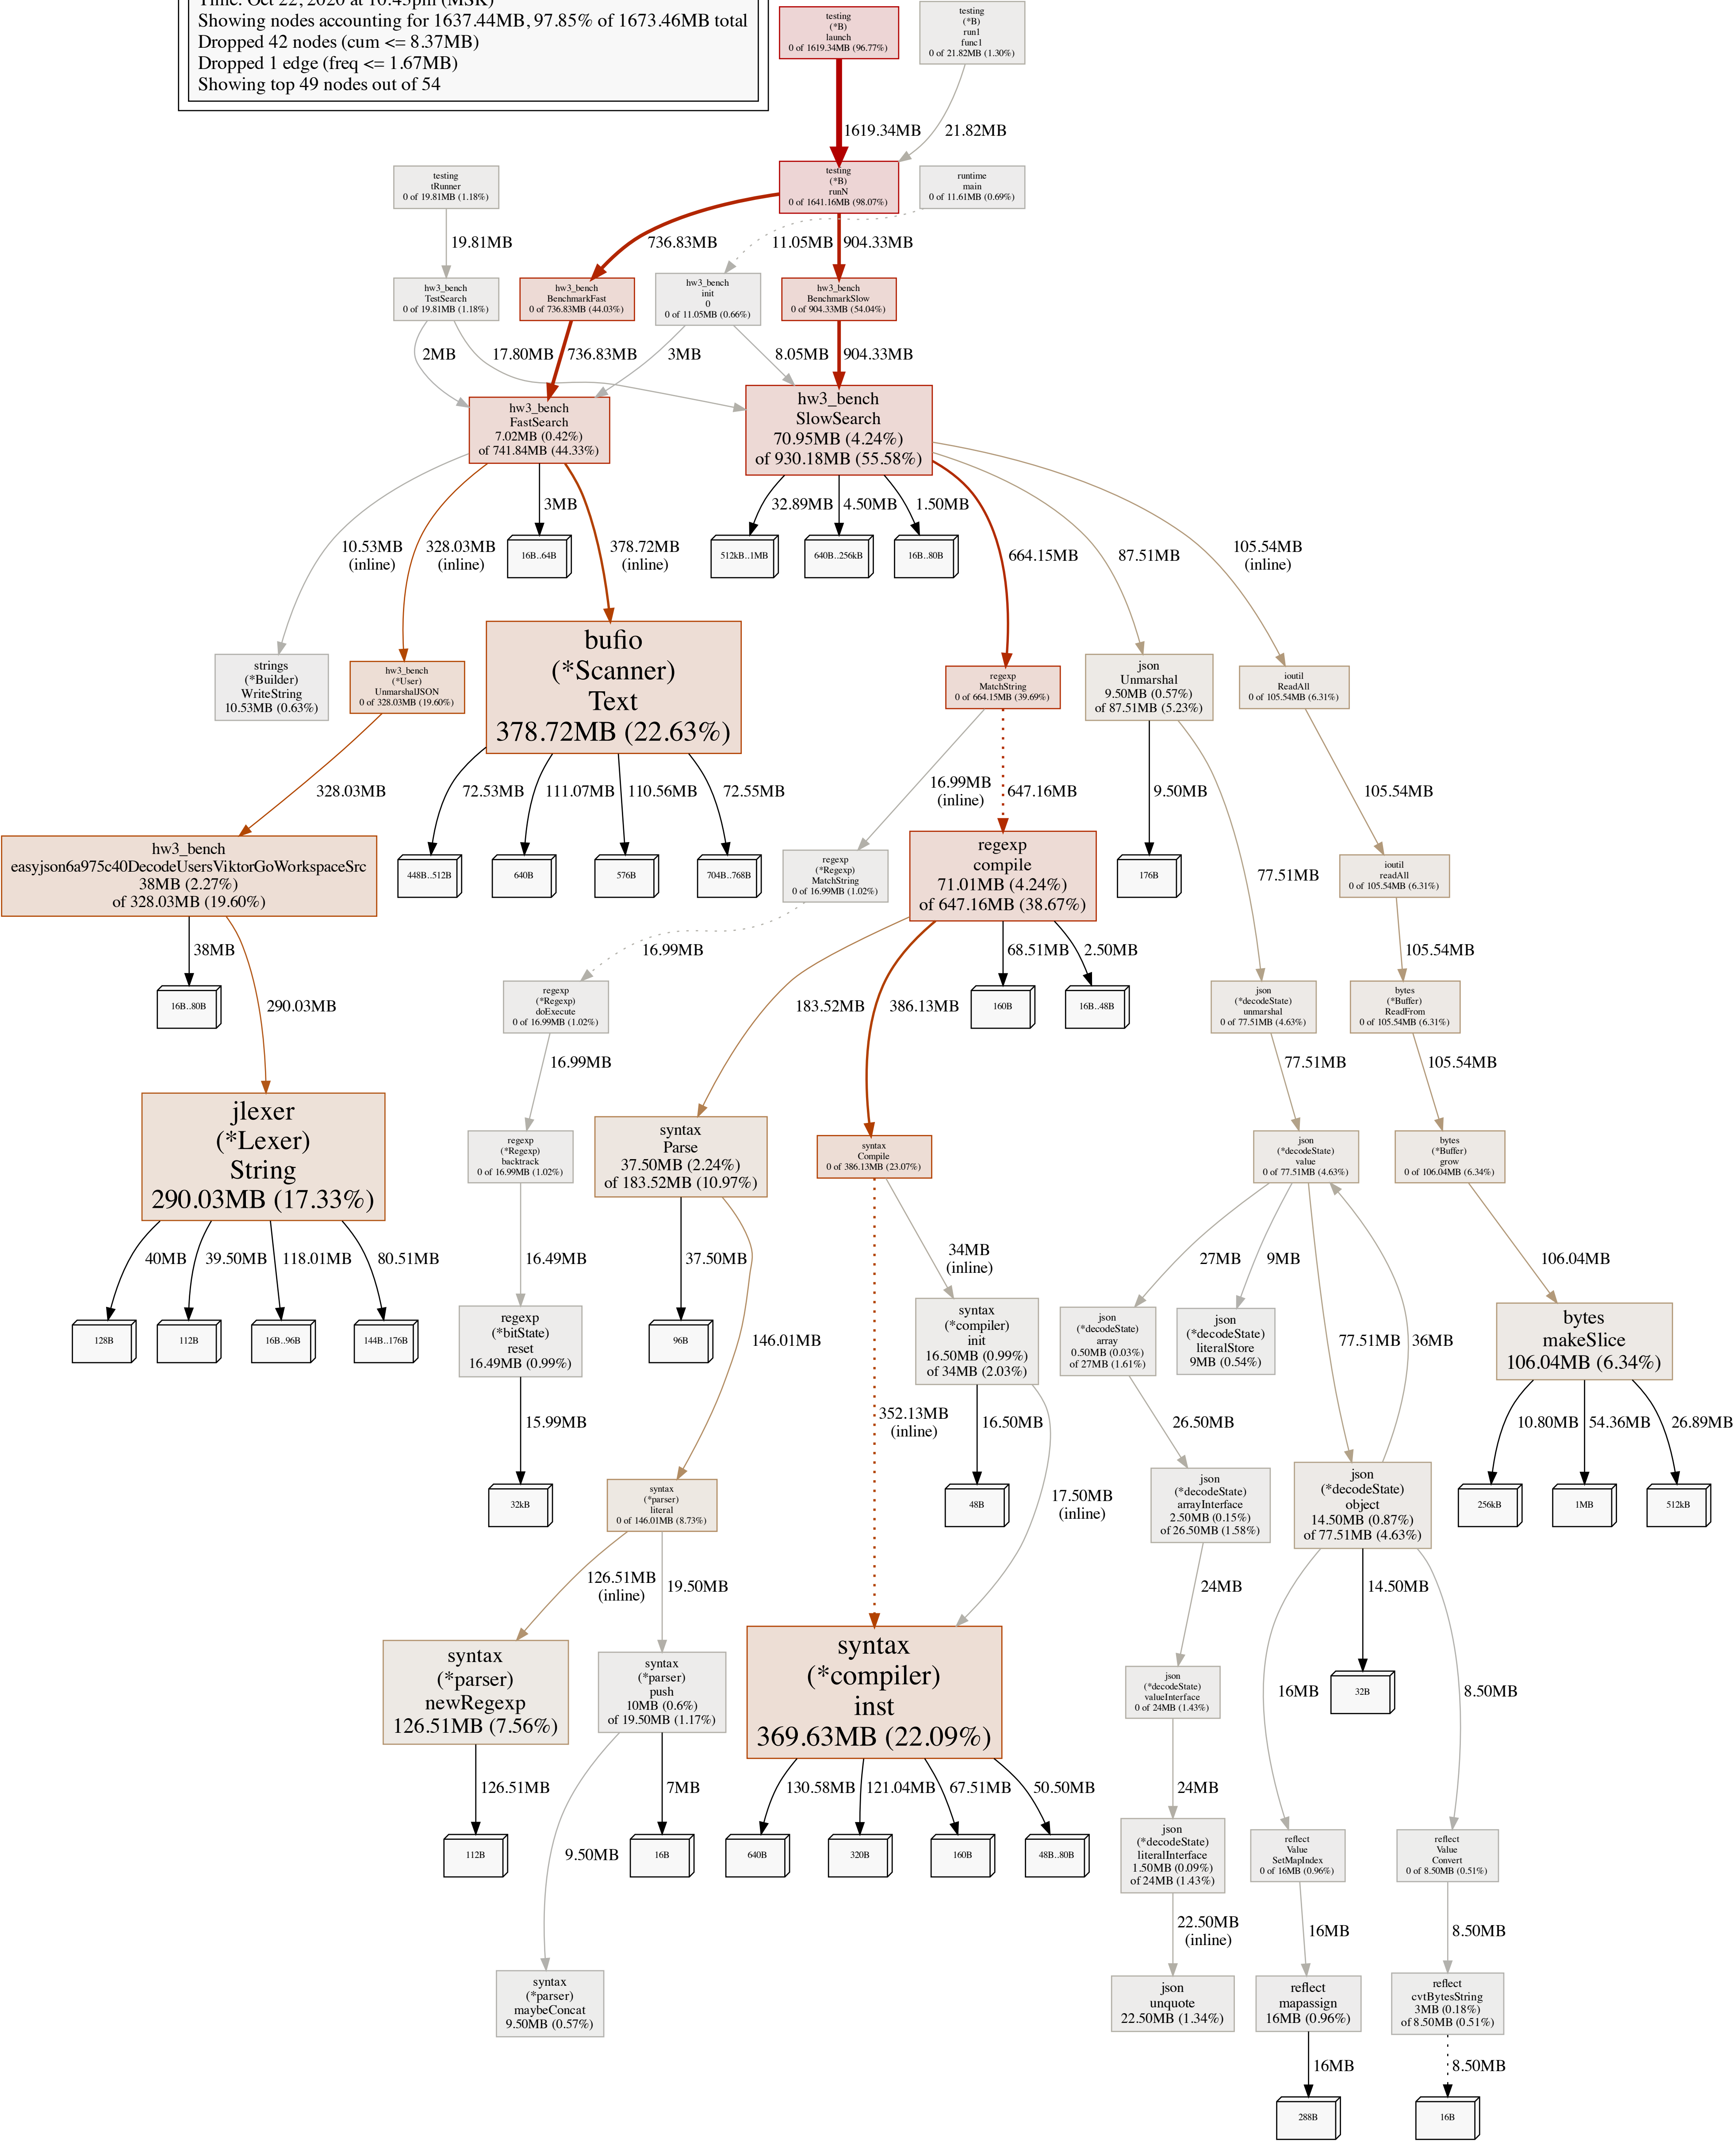 Time: Oct 22, 2020 at 10:45pm (MSK)
Showing nodes accounting for 1637.44MB, 97.85% of 1673.46MB total
Dropped 42 nodes (cum <= 8.37MB)
Dropped 1 edge (freq <= 1.67MB)
Showing top 49 nodes out of 54
testing
(*B)
launch
0 of 1619.34MB (96.77%)
testing
(*B)
run1
func1
0 of 21.82MB (1.30%)
1619.34MB
21.82MB
testing
tRunner
0 of 19.81MB (1.18%)
testing
(*B)
runN
0 of 1641.16MB (98.07%)
runtime
main
0 of 11.61MB (0.69%)
19.81MB
736.83MB
11.05MB
904.33MB
hw3_bench
TestSearch
0 of 19.81MB (1.18%)
hw3_bench
BenchmarkFast
0 of 736.83MB (44.03%)
hw3_bench
init
0
0 of 11.05MB (0.66%)
hw3_bench
BenchmarkSlow
0 of 904.33MB (54.04%)
2MB
17.80MB
736.83MB
3MB
8.05MB
904.33MB
hw3_bench
FastSearch
7.02MB (0.42%)
of 741.84MB (44.33%)
hw3_bench
SlowSearch
70.95MB (4.24%)
of 930.18MB (55.58%)
10.53MB
(inline)
328.03MB
(inline)
3MB
378.72MB
(inline)
32.89MB
4.50MB
1.50MB
664.15MB
87.51MB
105.54MB
(inline)
16B..64B
512kB..1MB
640B..256kB
16B..80B
strings
(*Builder)
WriteString
10.53MB (0.63%)
hw3_bench
(*User)
UnmarshalJSON
0 of 328.03MB (19.60%)
bufio
(*Scanner)
Text
378.72MB (22.63%)
regexp
MatchString
0 of 664.15MB (39.69%)
json
Unmarshal
9.50MB (0.57%)
of 87.51MB (5.23%)
ioutil
ReadAll
0 of 105.54MB (6.31%)
328.03MB
72.53MB
111.07MB
110.56MB
72.55MB
16.99MB
(inline)
647.16MB
9.50MB
77.51MB
105.54MB
hw3_bench
easyjson6a975c40DecodeUsersViktorGoWorkspaceSrc
38MB (2.27%)
of 328.03MB (19.60%)
448B..512B
640B
576B
704B..768B
regexp
(*Regexp)
MatchString
0 of 16.99MB (1.02%)
regexp
compile
71.01MB (4.24%)
of 647.16MB (38.67%)
176B
ioutil
readAll
0 of 105.54MB (6.31%)
38MB
290.03MB
16.99MB
183.52MB
386.13MB
68.51MB
2.50MB
105.54MB
16B..80B
regexp
(*Regexp)
doExecute
0 of 16.99MB (1.02%)
160B
16B..48B
json
(*decodeState)
unmarshal
0 of 77.51MB (4.63%)
bytes
(*Buffer)
ReadFrom
0 of 105.54MB (6.31%)
16.99MB
77.51MB
105.54MB
jlexer
(*Lexer)
String
290.03MB (17.33%)
regexp
(*Regexp)
backtrack
0 of 16.99MB (1.02%)
syntax
Parse
37.50MB (2.24%)
of 183.52MB (10.97%)
syntax
Compile
0 of 386.13MB (23.07%)
json
(*decodeState)
value
0 of 77.51MB (4.63%)
bytes
(*Buffer)
grow
0 of 106.04MB (6.34%)
40MB
39.50MB
118.01MB
80.51MB
16.49MB
37.50MB
146.01MB
34MB
(inline)
27MB
9MB
77.51MB
36MB
106.04MB
128B
112B
16B..96B
144B..176B
regexp
(*bitState)
reset
16.49MB (0.99%)
96B
syntax
(*compiler)
init
16.50MB (0.99%)
of 34MB (2.03%)
json
(*decodeState)
array
0.50MB (0.03%)
of 27MB (1.61%)
json
(*decodeState)
literalStore
9MB (0.54%)
bytes
makeSlice
106.04MB (6.34%)
15.99MB
352.13MB
(inline)
16.50MB
17.50MB
(inline)
26.50MB
10.80MB
54.36MB
26.89MB
32kB
syntax
(*parser)
literal
0 of 146.01MB (8.73%)
48B
json
(*decodeState)
arrayInterface
2.50MB (0.15%)
of 26.50MB (1.58%)
json
(*decodeState)
object
14.50MB (0.87%)
of 77.51MB (4.63%)
256kB
1MB
512kB
126.51MB
(inline)
19.50MB
24MB
16MB
14.50MB
8.50MB
syntax
(*parser)
newRegexp
126.51MB (7.56%)
syntax
(*parser)
push
10MB (0.6%)
of 19.50MB (1.17%)
syntax
(*compiler)
inst
369.63MB (22.09%)
json
(*decodeState)
valueInterface
0 of 24MB (1.43%)
32B
126.51MB
9.50MB
7MB
130.58MB
121.04MB
67.51MB
50.50MB
24MB
112B
16B
640B
320B
160B
48B..80B
json
(*decodeState)
literalInterface
1.50MB (0.09%)
of 24MB (1.43%)
reflect
Value
SetMapIndex
0 of 16MB (0.96%)
reflect
Value
Convert
0 of 8.50MB (0.51%)
22.50MB
(inline)
16MB
8.50MB
syntax
(*parser)
maybeConcat
9.50MB (0.57%)
json
unquote
22.50MB (1.34%)
reflect
mapassign
16MB (0.96%)
reflect
cvtBytesString
3MB (0.18%)
of 8.50MB (0.51%)
16MB
8.50MB
288B
16B